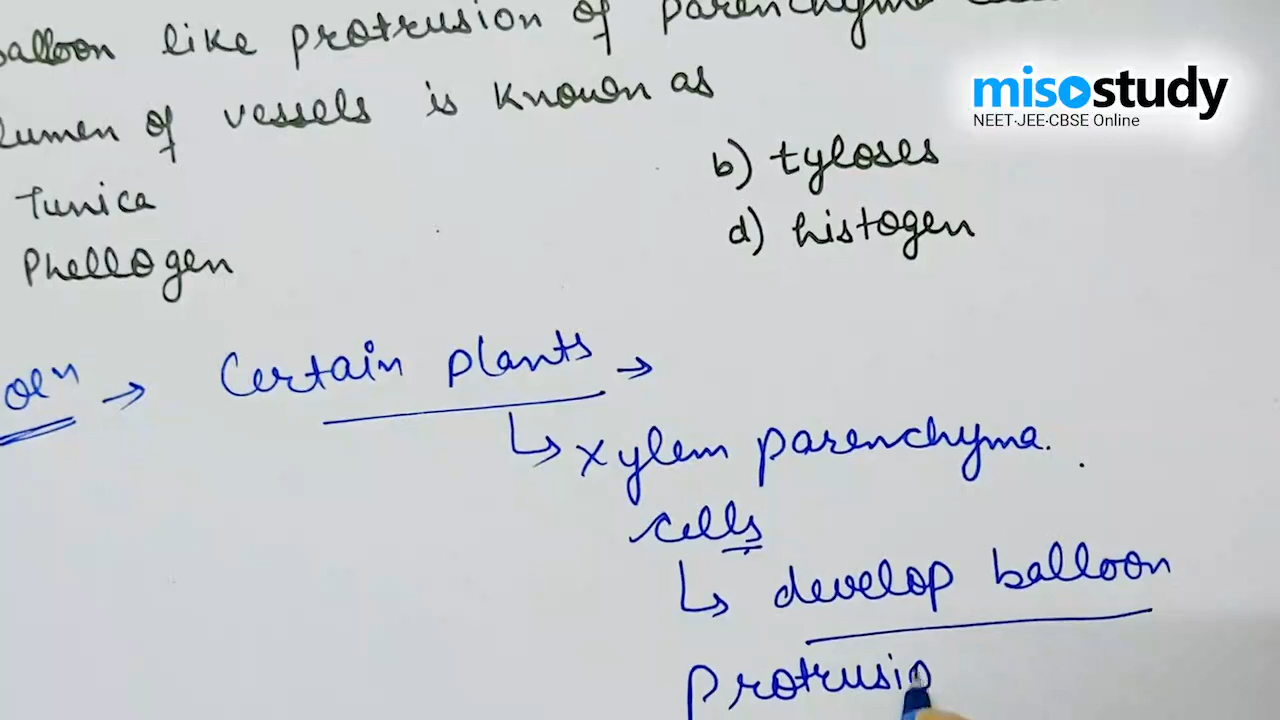 balloon like protrusion of parenchyma
lumen of vessels is known as
Tunica
b) tyloses
Phellogen
d) histogen
→ Certain plants →
↳ xylem parenchyma.
cells
↳ develop balloon
protrusio
misostudy
NEET-JEE-CBSE Online